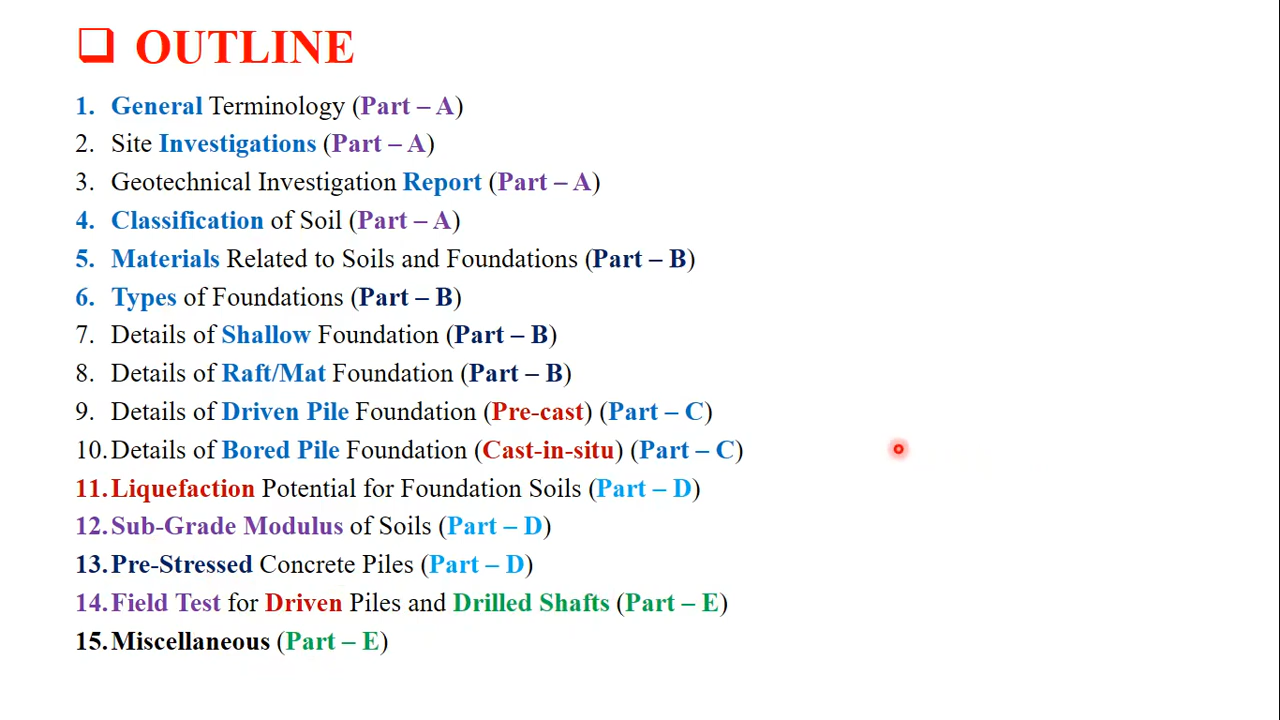 ❑ OUTLINE
1. General Terminology (Part – A)
2. Site Investigations (Part – A)
3. Geotechnical Investigation Report (Part – A)
4. Classification of Soil (Part – A)
5. Materials Related to Soils and Foundations (Part – B)
6. Types of Foundations (Part – B)
7. Details of Shallow Foundation (Part – B)
8. Details of Raft/Mat Foundation (Part – B)
9. Details of Driven Pile Foundation (Pre-cast) (Part – C)
10. Details of Bored Pile Foundation (Cast-in-situ) (Part – C)
11. Liquefaction Potential for Foundation Soils (Part – D)
12. Sub-Grade Modulus of Soils (Part – D)
13. Pre-Stressed Concrete Piles (Part – D)
14. Field Test for Driven Piles and Drilled Shafts (Part – E)
15. Miscellaneous (Part – E)